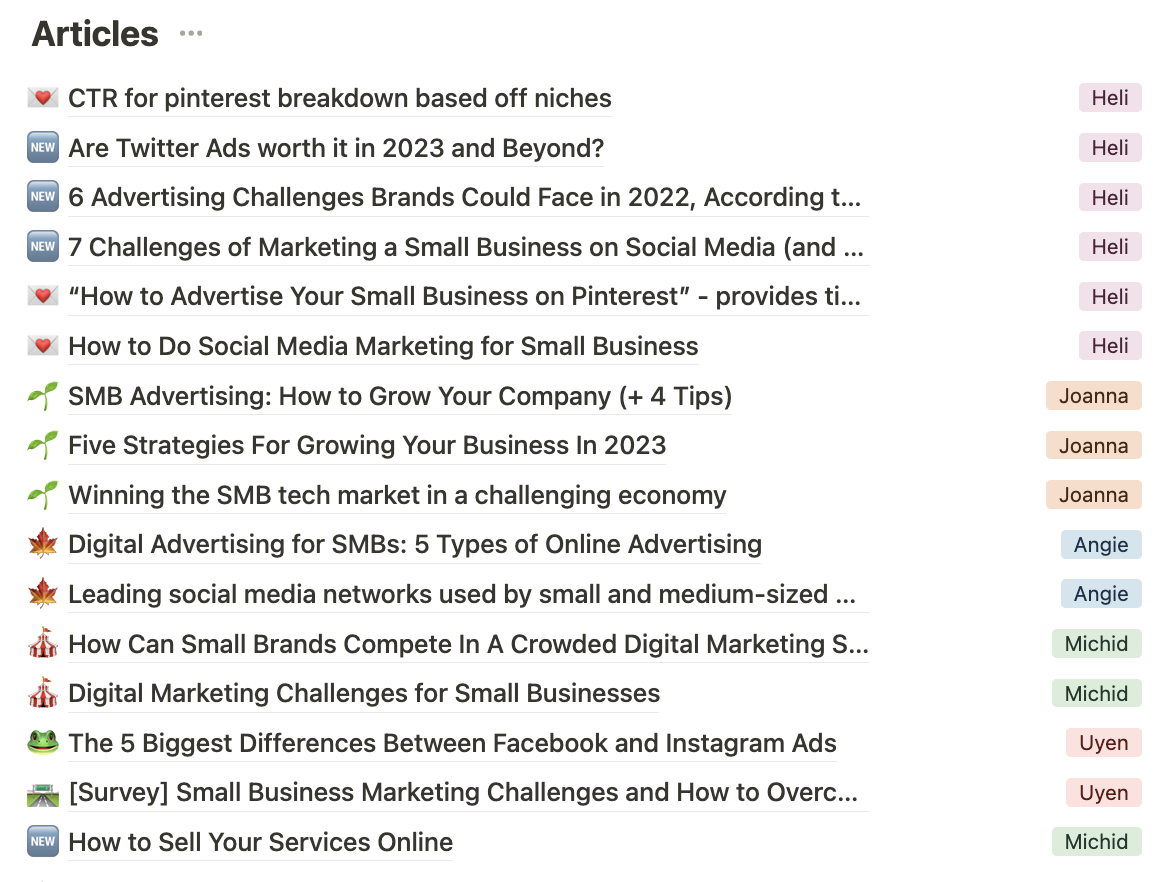 Articles
CTR for pinterest breakdown based off niches Heli
NEW Are Twitter Ads worth it in 2023 and Beyond? Heli
NEW 6 Advertising Challenges Brands Could Face in 2022, According t... Heli
NEW 7 Challenges of Marketing a Small Business on Social Media (and ... Heli
“How to Advertise Your Small Business on Pinterest” - provides ti... Heli
How to Do Social Media Marketing for Small Business Heli
SMB Advertising: How to Grow Your Company (+ 4 Tips) Joanna
Five Strategies For Growing Your Business In 2023 Joanna
Winning the SMB tech market in a challenging economy Joanna
Digital Advertising for SMBs: 5 Types of Online Advertising Angie
Leading social media networks used by small and medium-sized ... Angie
How Can Small Brands Compete In A Crowded Digital Marketing S... Michid
Digital Marketing Challenges for Small Businesses Michid
The 5 Biggest Differences Between Facebook and Instagram Ads Uyen
[Survey] Small Business Marketing Challenges and How to Overc... Uyen
NEW How to Sell Your Services Online Michid